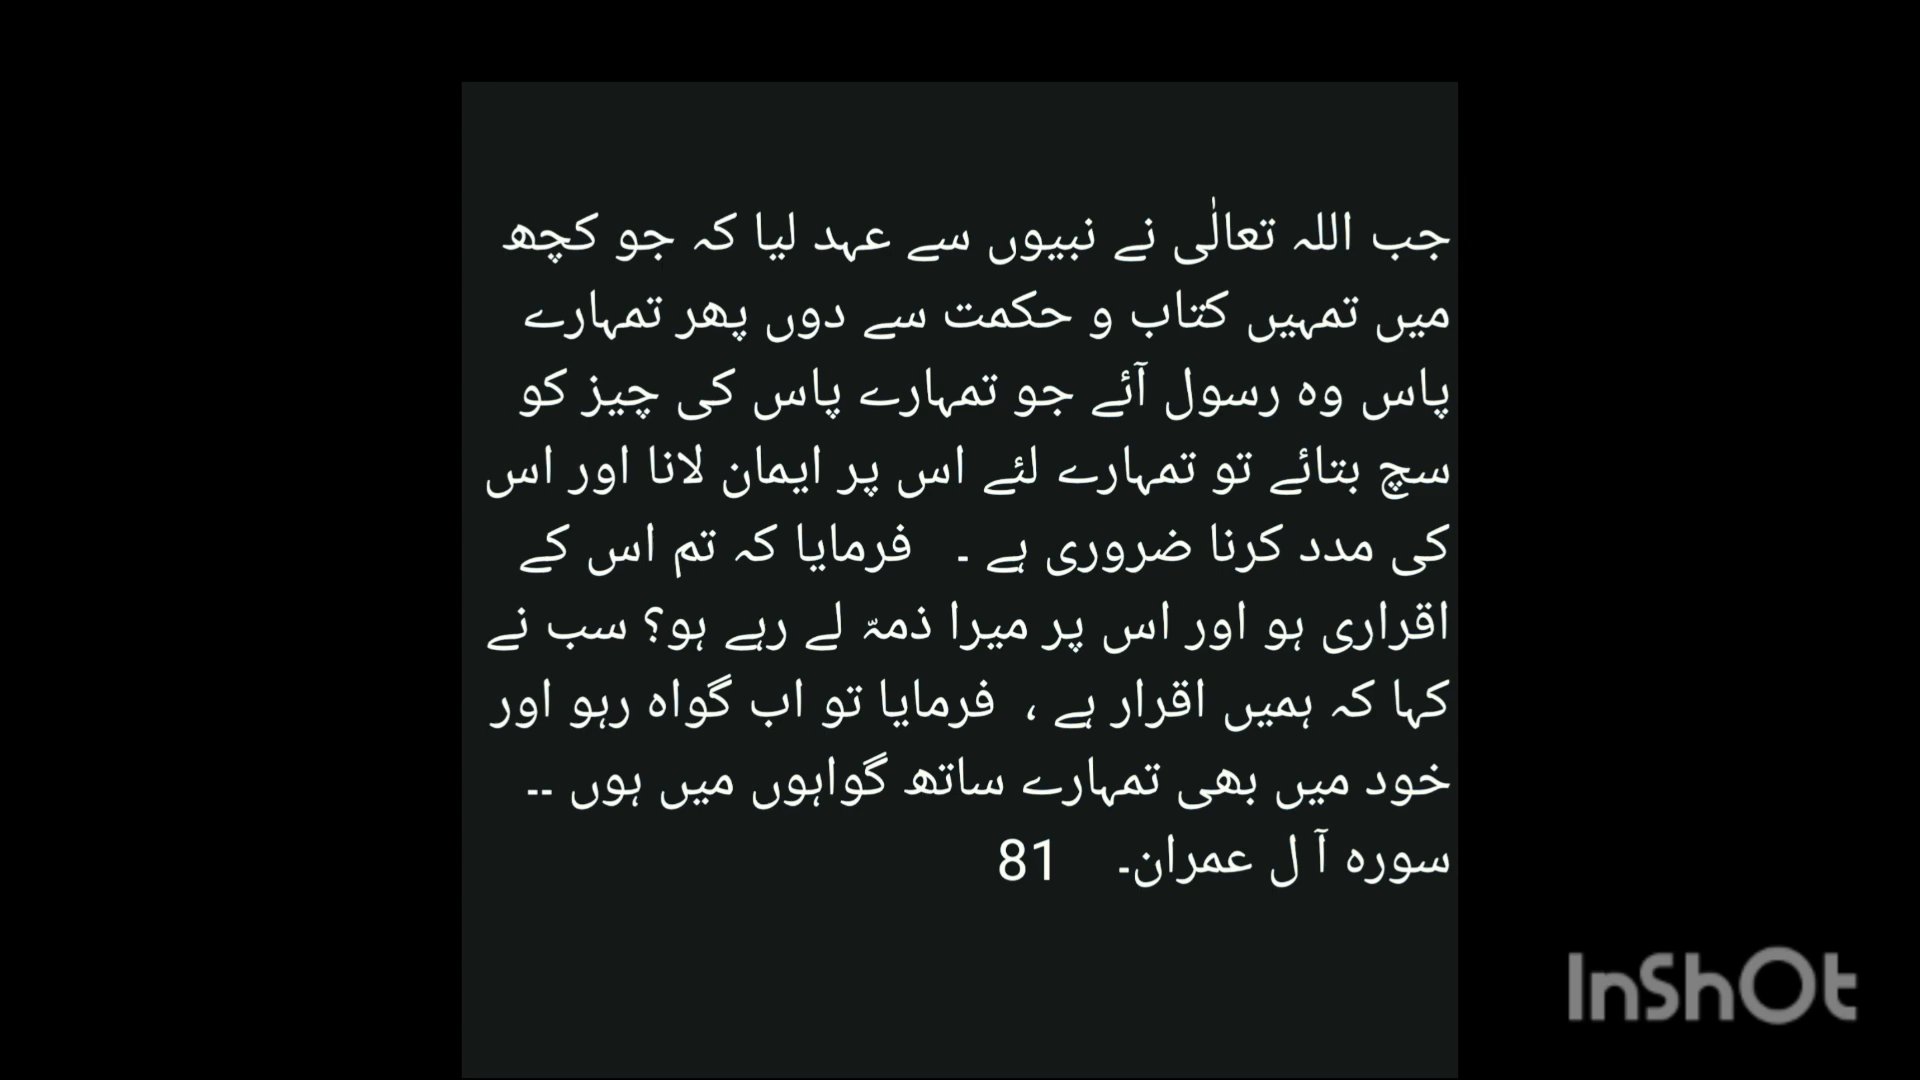 جب اللہ تعالٰی نے نبیوں سے عہد لیا کہ جو کچھ
میں تمہیں کتاب و حکمت سے دوں پھر تمہارے
پاس وہ رسول آئے جو تمہارے پاس کی چیز کو
سچ بتائے تو تمہارے لئے اس پر ایمان لانا اور اس
کی مدد کرنا ضروری ہے ۔ فرمایا کہ تم اس کے
اقراری ہو اور اس پر میرا ذمہّ لے رہے ہو؟ سب نے
کہا کہ ہمیں اقرار ہے ، فرمایا تو اب گواہ رہو اور
خود میں بھی تمہارے ساتھ گواہوں میں ہوں ۔۔
سورہ آ ل عمران۔ 81
InShOt